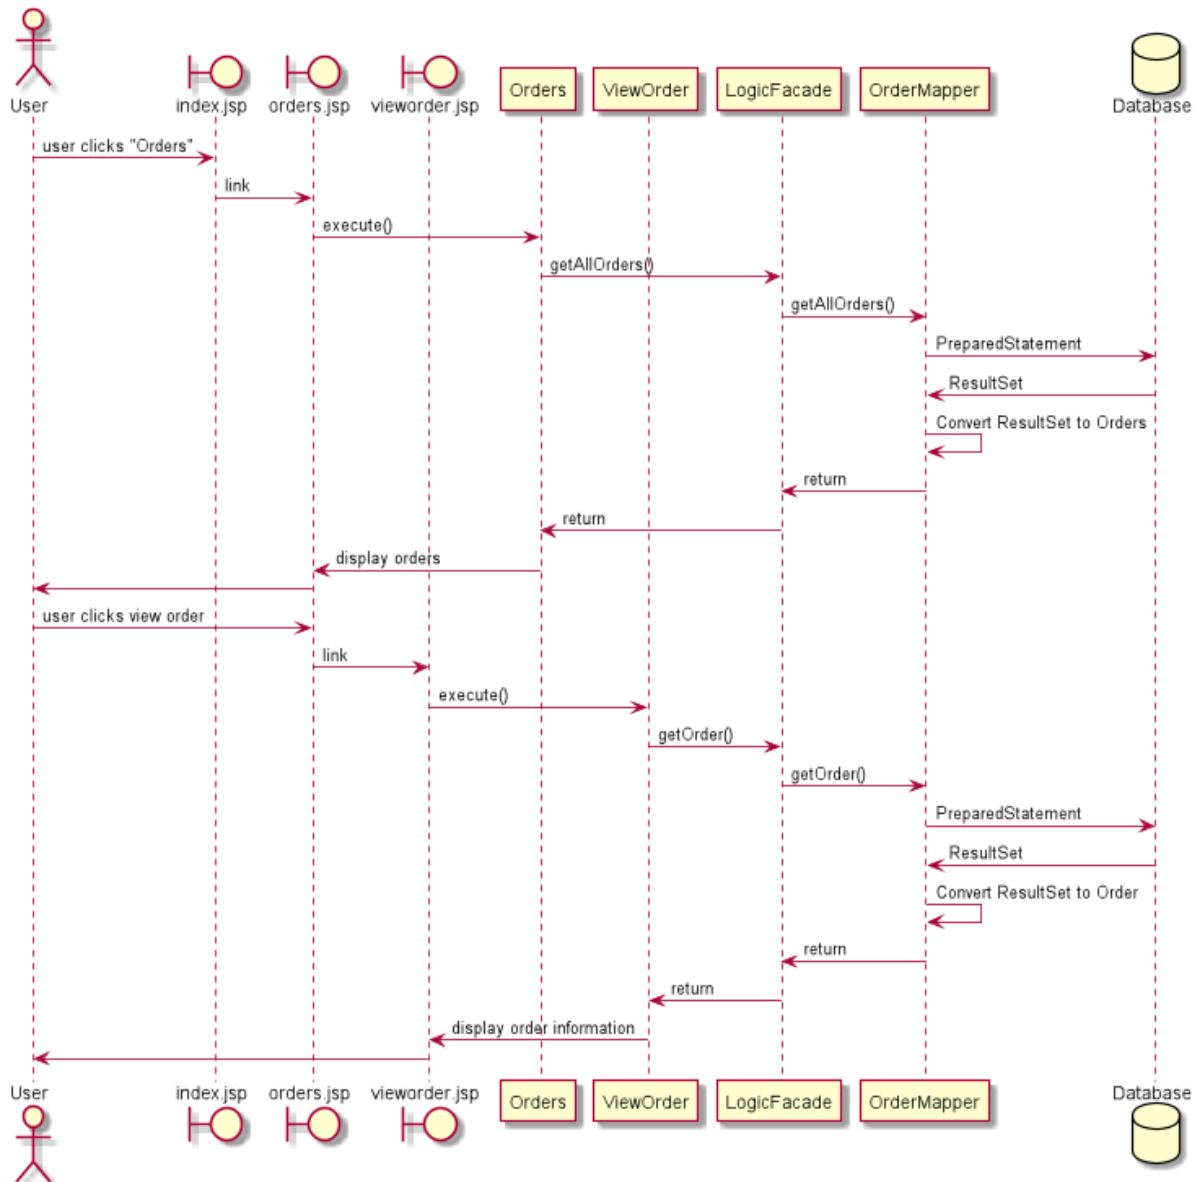 User
index.jsp
orders.jsp
vieworder.jsp
Orders
ViewOrder
LogicFacade
OrderMapper
Database
user clicks "Orders"
link
execute()
getAllOrders()
getAllOrders()
PreparedStatement
ResultSet
Convert ResultSet to Orders
return
return
display orders
user clicks view order
link
execute()
getOrder()
getOrder()
PreparedStatement
ResultSet
Convert ResultSet to Order
return
return
display order information
User
index.jsp
orders.jsp
vieworder.jsp
Orders
ViewOrder
LogicFacade
OrderMapper
Database